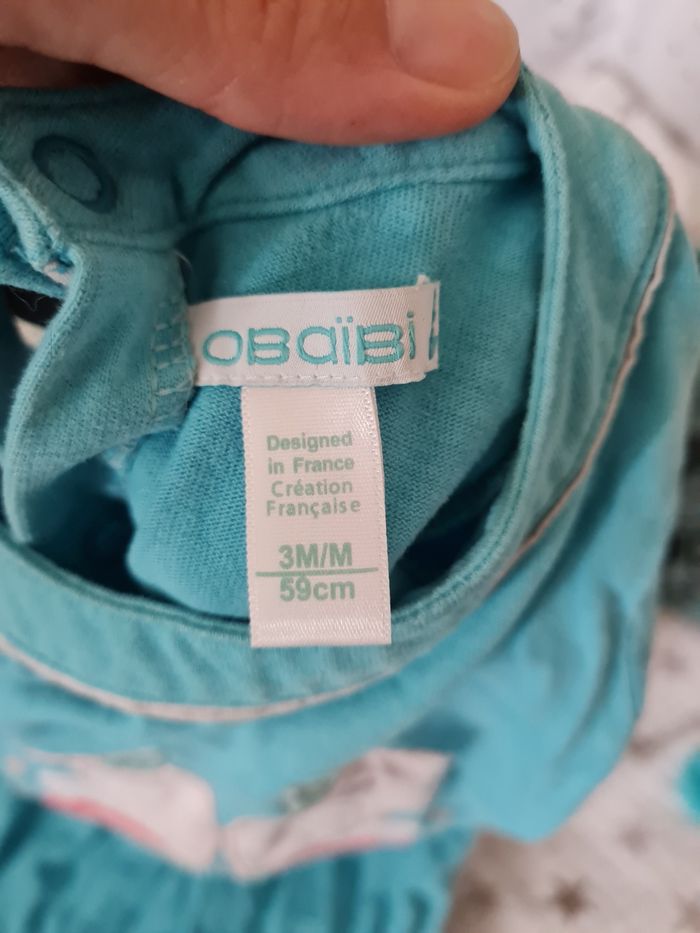 OBaïBi
Designed
in France
Création
Française
3M/M
59cm